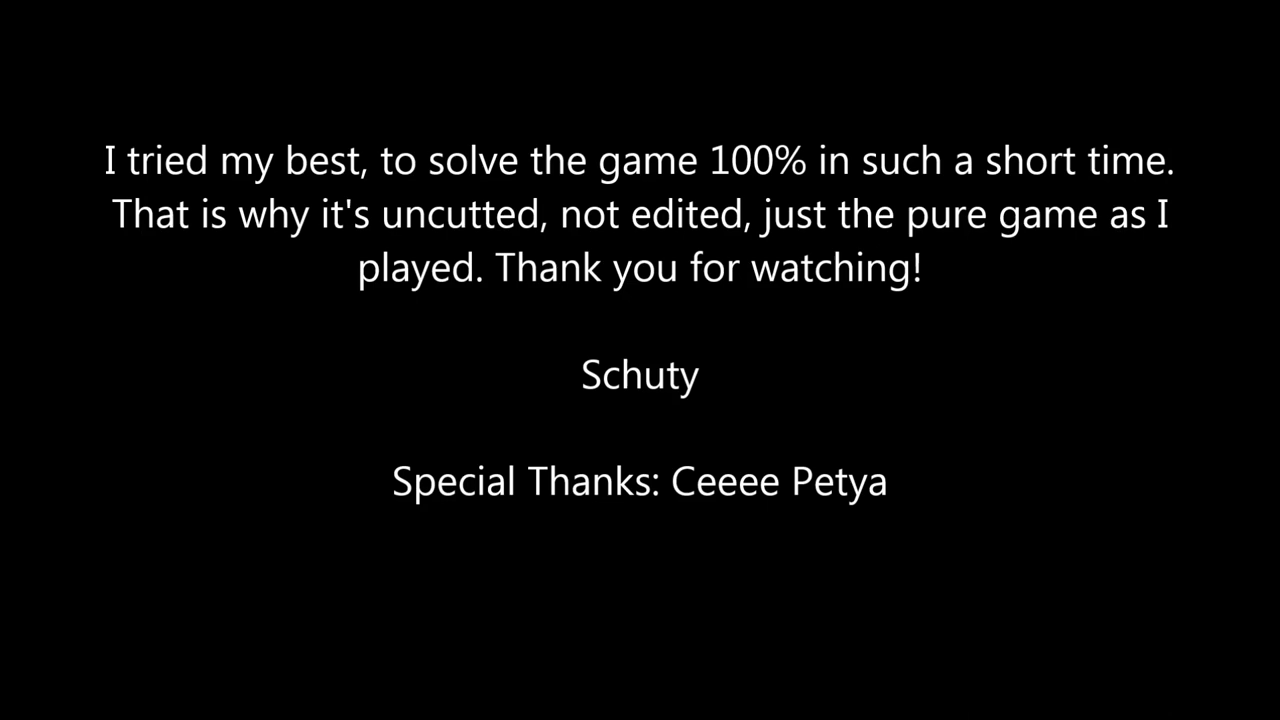 I tried my best, to solve the game 100% in such a short time.
That is why it's uncutted, not edited, just the pure game as I
played. Thank you for watching!
Schuty
Special Thanks: Ceeee Petya